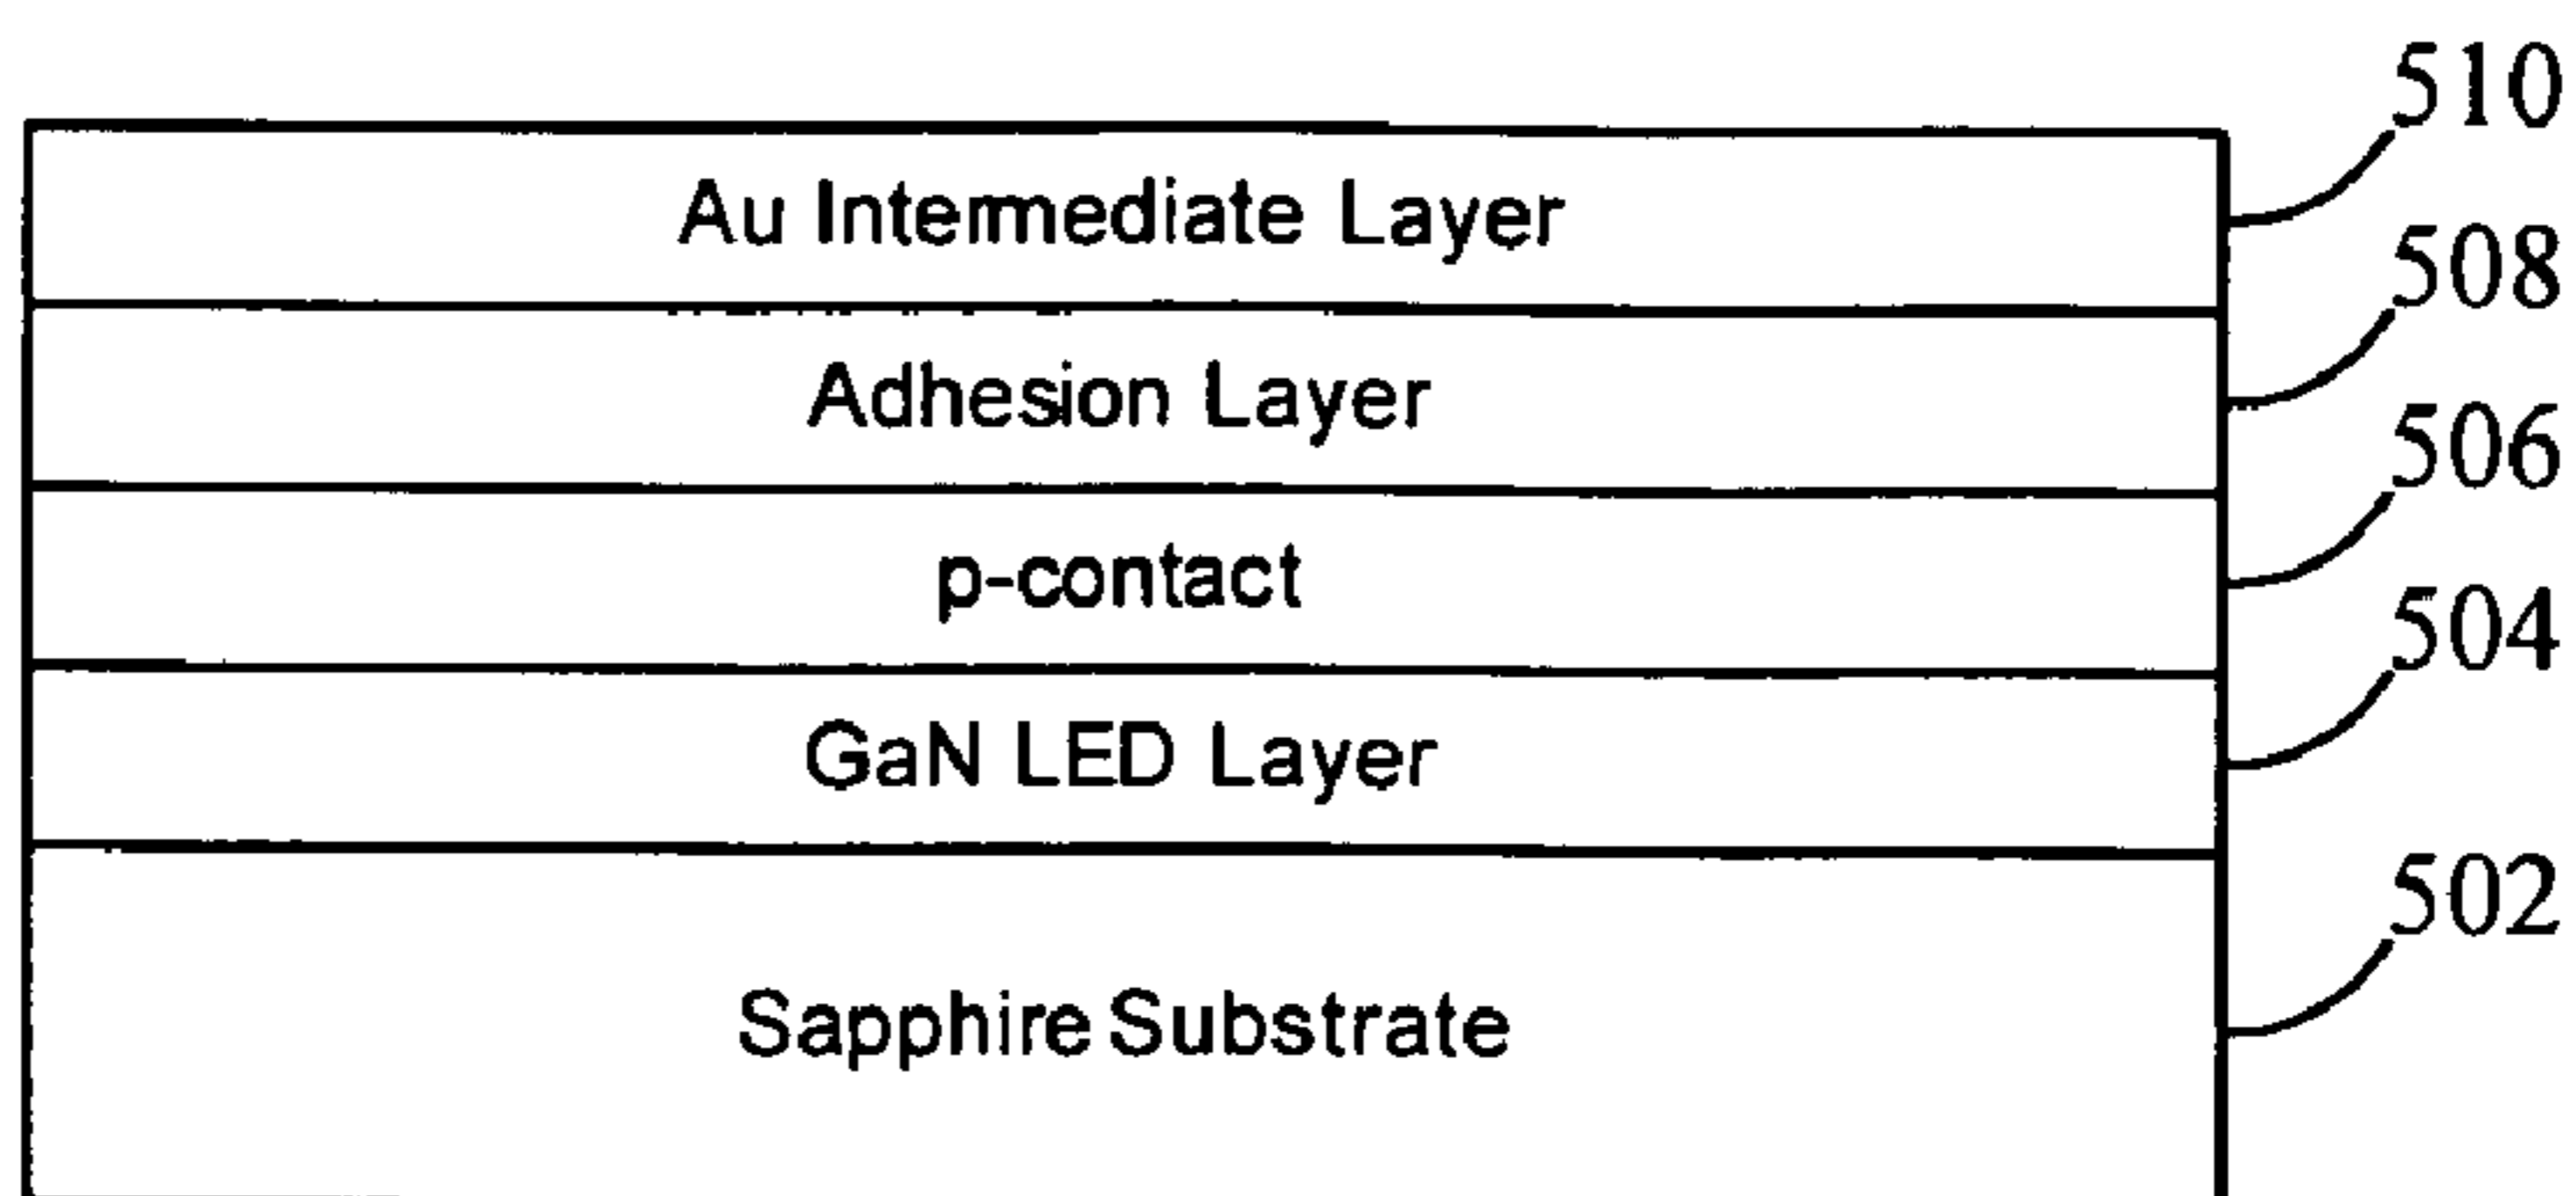 510
Au Intermediate Layer
508
Adhesion Layer
506
p-contact
504
GaN LED Layer
502
Sapphire Substrate